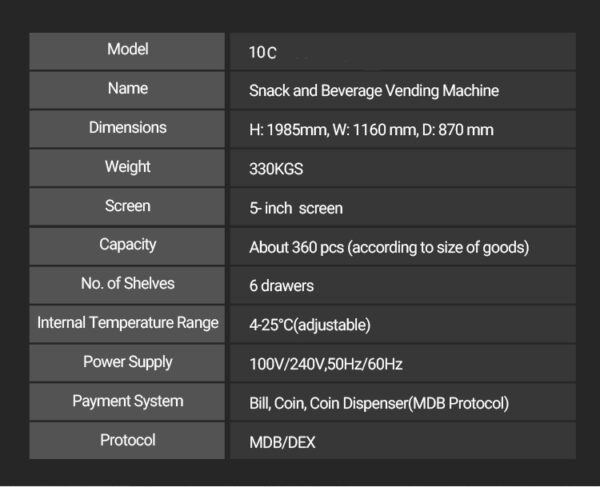 Model 10C
Name Snack and Beverage Vending Machine
Dimensions H: 1985mm, W: 1160 mm, D: 870 mm
Weight 330KGS
Screen 5- inch screen
Capacity About 360 pcs (according to size of goods)
No. of Shelves 6 drawers
Internal Temperature Range 4-25°C(adjustable)
Power Supply 100V/240V,50Hz/60Hz
Payment System Bill, Coin, Coin Dispenser(MDB Protocol)
Protocol MDB/DEX